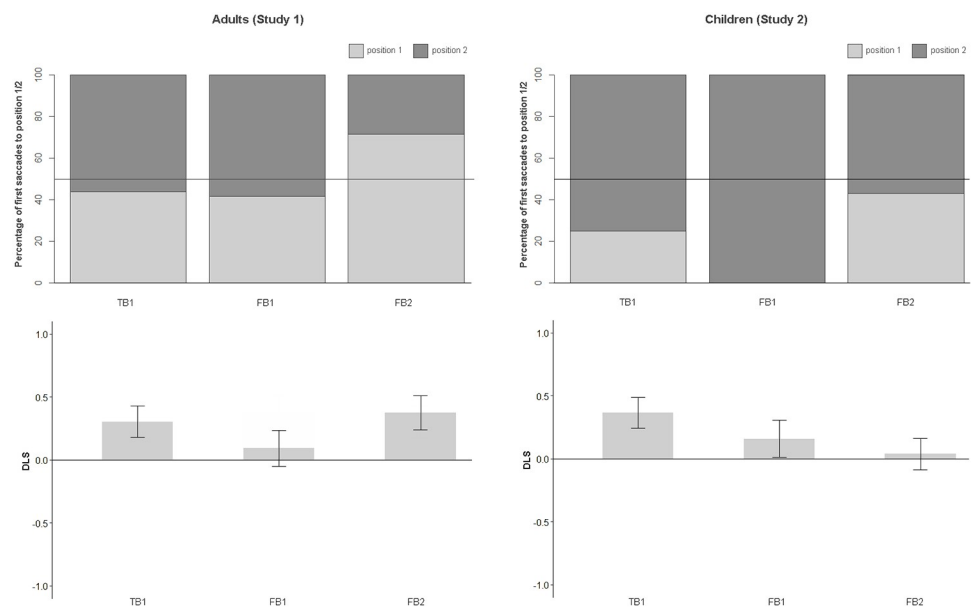 Adults (Study 1)
position 1
position 2
Percentage of first saccades to position 1/2
100
80
60
40
20
0
TB1
FB1
FB2
Children (Study 2)
position 1
position 2
Percentage of first saccades to position 1/2
100
80
60
40
20
0
TB1
FB1
FB2
DLS
1.0
0.5
0.0
-0.5
-1.0
TB1
FB1
FB2
DLS
1.0
0.5
0.0
-0.5
-1.0
TB1
FB1
FB2